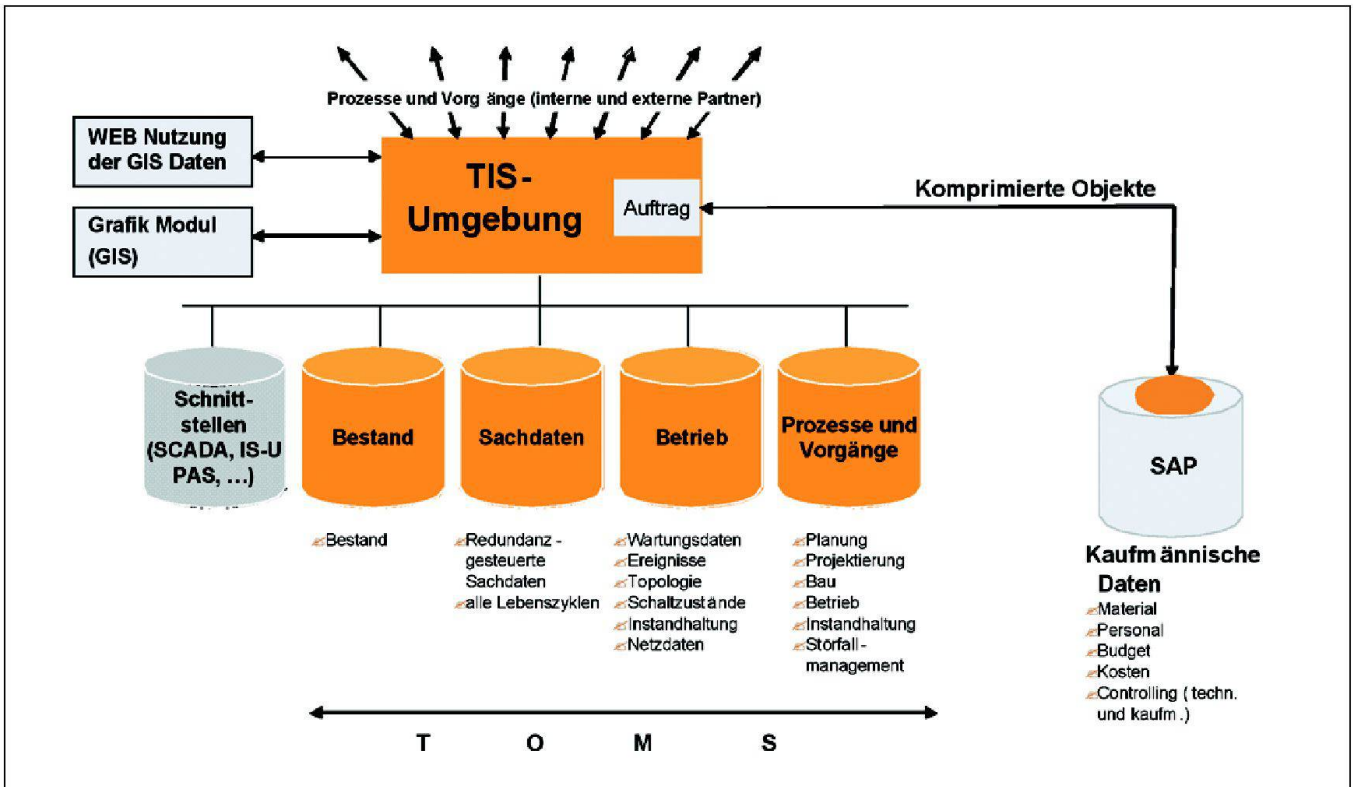 Prozesse und Vorg änge (interne und externe Partner)
WEB Nutzung
der GIS Daten
Grafik Modul
(GIS)
TIS-
Umgebung
Auftrag
Komprimierte Objekte
Schnitt-
stellen
(SCADA, IS-U
PAS, ...)
Bestand
Sachdaten
Betrieb
Prozesse und
Vorgänge
SAP
Bestand
Redundanz -
gesteuerte
Sachdaten
alle Lebenszyklen
Wartungsdaten
Ereignisse
Topologie
Schaltzustände
Instandhaltung
Netzdaten
Planung
Projektierung
Bau
Betrieb
Instandhaltung
Störfall -
management
Kaufm ännische
Daten
Material
Personal
Budget
Kosten
Controlling ( techn.
und kaufm .)
T O M S